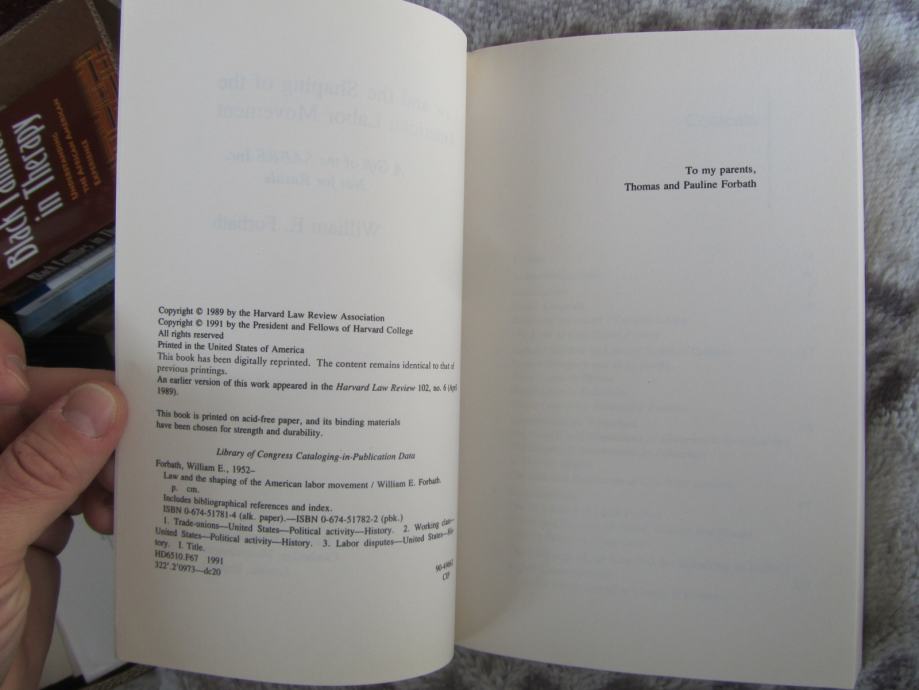 Black Families
in Therapy
UNDERSTANDING
THE AFRICAN AMERICAN
EXPERIENCE
Copyright © 1989 by the Harvard Law Review Association
Copyright © 1991 by the President and Fellows of Harvard College
All rights reserved
Printed in the United States of America
This book has been digitally reprinted. The content remains identical to that of
previous printings.
An earlier version of this work appeared in the Harvard Law Review 102, no. 6 (April
1989).
This book is printed on acid-free paper, and its binding materials
have been chosen for strength and durability.
Library of Congress Cataloging-in-Publication Data
Forbath, William E., 1952–
Law and the shaping of the American labor movement / William E. Forbath.
p. cm.
Includes bibliographical references and index.
ISBN 0-674-51781-4 (alk. paper).—ISBN 0-674-51782-2 (pbk.)
1. Trade-unions—United States—Political activity—History. 2. Working class—
United States—Political activity—History. 3. Labor disputes—United States—His-
tory. I. Title.
HD6510.F67 1991
322'.2'0973—dc20
CIP
To my parents,
Thomas and Pauline Forbath